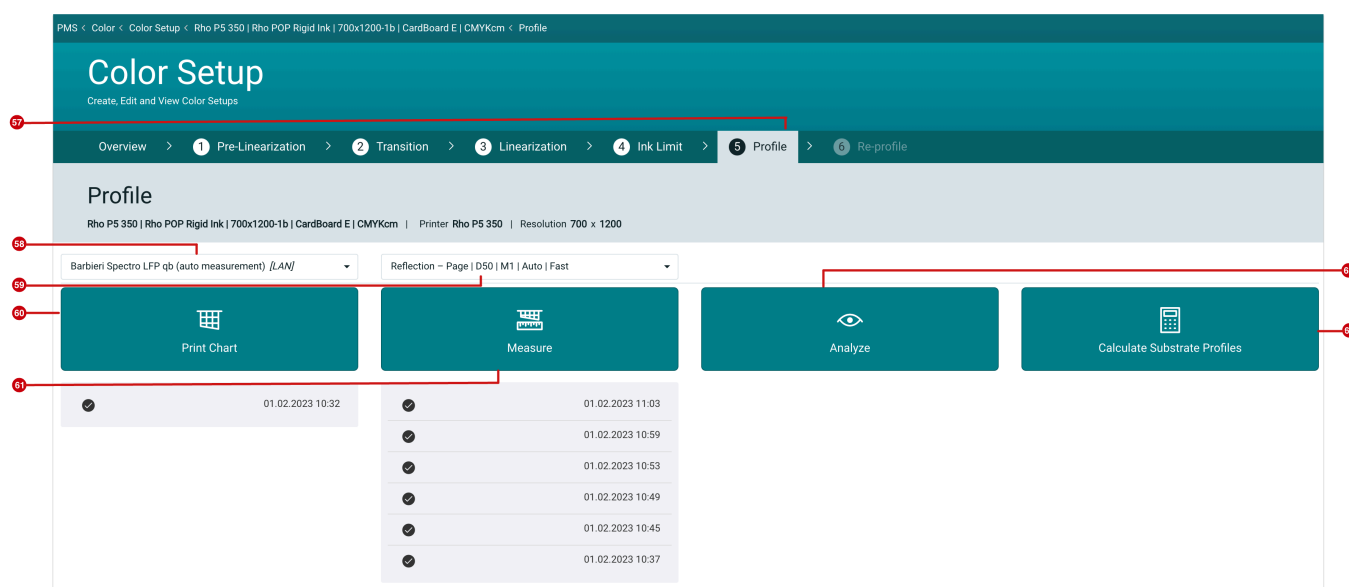 PMS < Color < Color Setup < Rho P5 350 | Rho POP Rigid Ink | 700x1200-1b | CardBoard E | CMYKcm < Profile
Color Setup
Create, Edit and View Color Setups
57
Overview > 1 Pre-Linearization > 2 Transition > 3 Linearization > 4 Ink Limit > 5 Profile > 6 Re-profile
Profile
Rho P5 350 | Rho POP Rigid Ink | 700x1200-1b | CardBoard E | CMYKcm | Printer Rho P5 350 | Resolution 700 x 1200
58
Barbieri Spectro LFP qb (auto measurement) [LAN]
Reflection – Page | D50 | M1 | Auto | Fast
59
60
Print Chart
Measure
Analyze
Calculate Substrate Profiles
61
01.02.2023 10:32
01.02.2023 11:03
01.02.2023 10:59
01.02.2023 10:53
01.02.2023 10:49
01.02.2023 10:45
01.02.2023 10:37